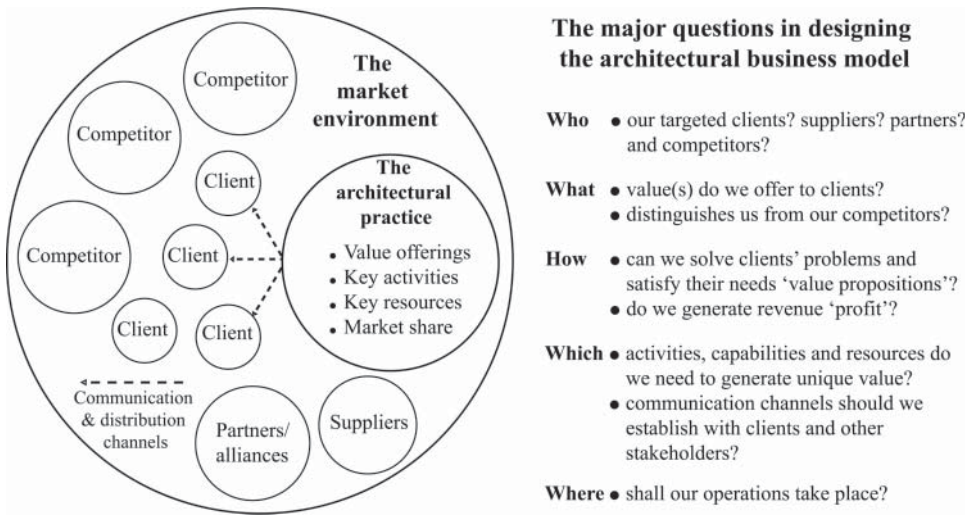 The
market
environment
Competitor
Competitor
Competitor
Client
Client
Client
Client
The
architectural
practice
• Value offerings
• Key activities
• Key resources
• Market share
Communication
& distribution
channels
Partners/
alliances
Suppliers
The major questions in designing
the architectural business model
Who • our targeted clients? suppliers? partners?
and competitors?
What • value(s) do we offer to clients?
• distinguishes us from our competitors?
How • can we solve clients’ problems and
satisfy their needs ‘value propositions’?
• do we generate revenue ‘profit’?
Which • activities, capabilities and resources do
we need to generate unique value?
• communication channels should we
establish with clients and other
stakeholders?
Where • shall our operations take place?